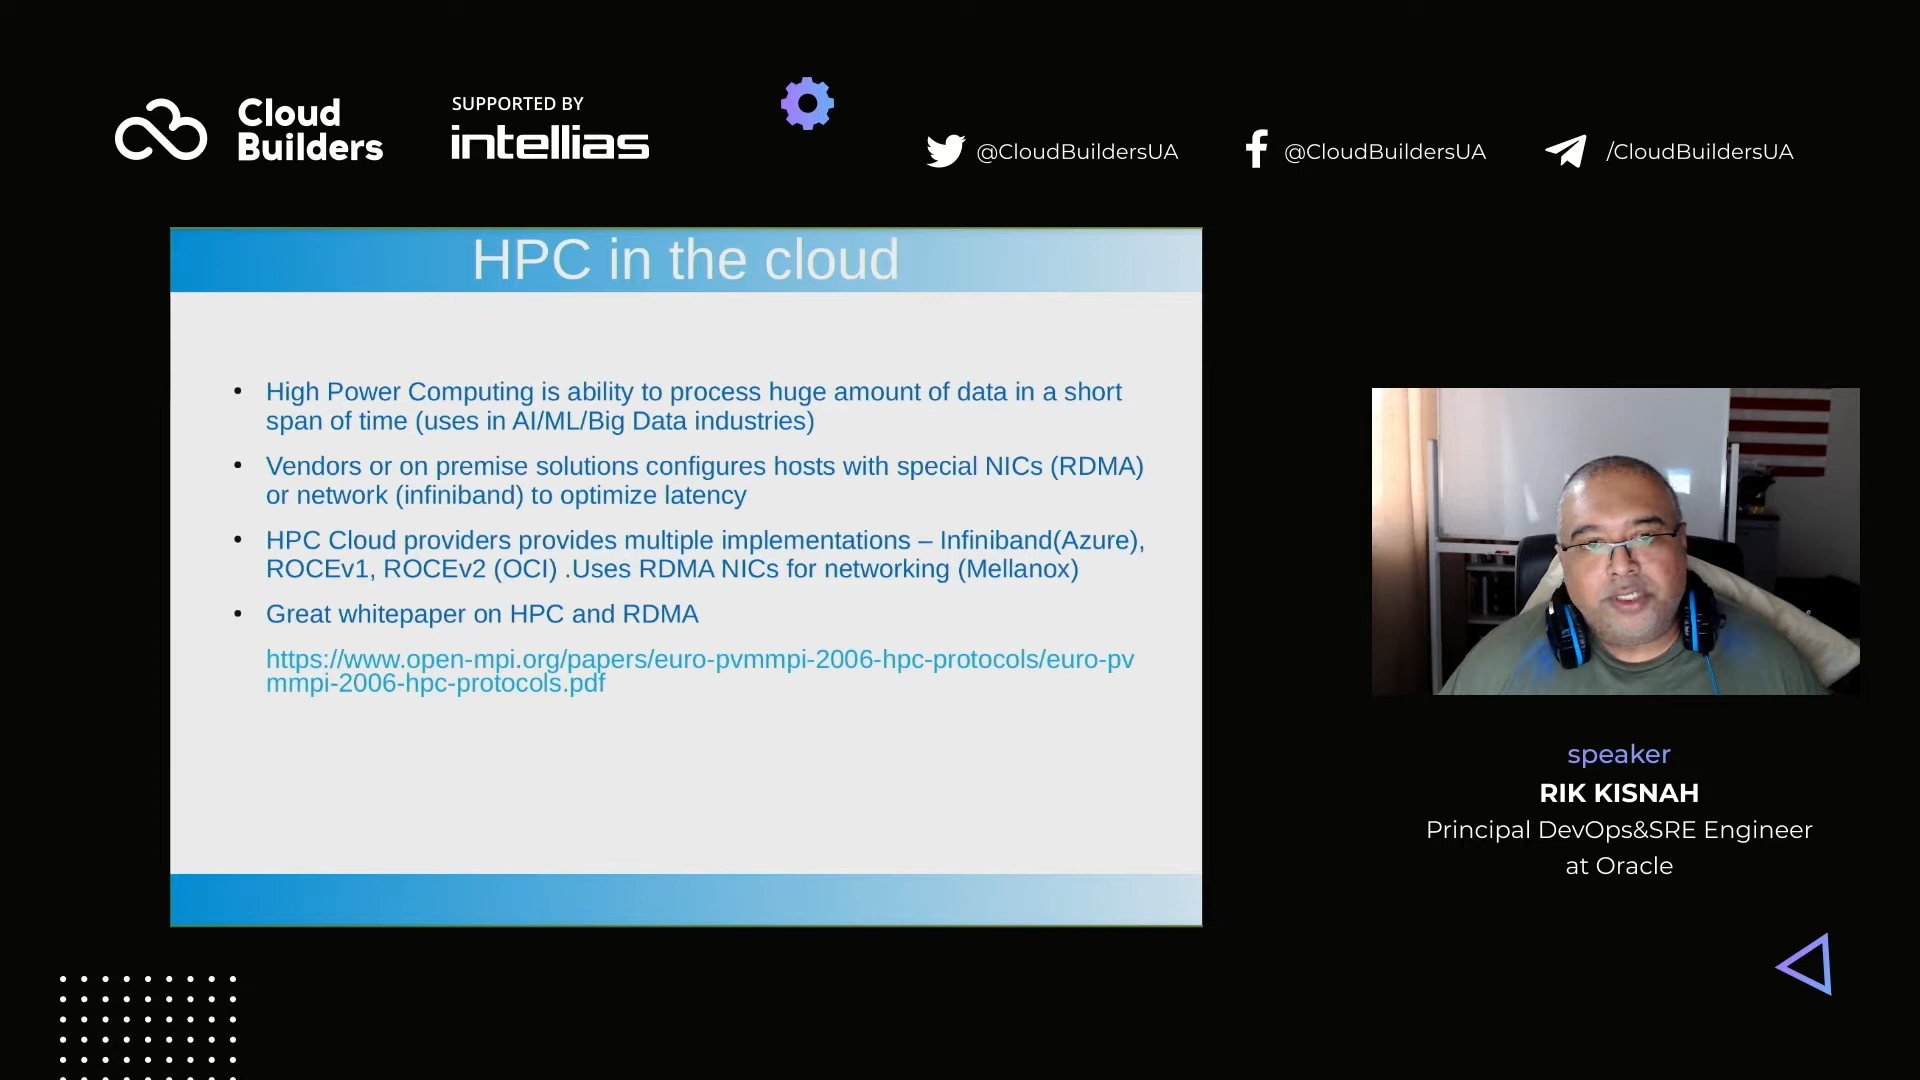 Cloud
Builders
SUPPORTED BY
intellias
@CloudBuildersUA
@CloudBuildersUA
/CloudBuildersUA
HPC in the cloud
• High Power Computing is ability to process huge amount of data in a short
span of time (uses in AI/ML/Big Data industries)
• Vendors or on premise solutions configures hosts with special NICs (RDMA)
or network (infiniband) to optimize latency
• HPC Cloud providers provides multiple implementations – Infiniband(Azure),
ROCEv1, ROCEv2 (OCI) .Uses RDMA NICs for networking (Mellanox)
• Great whitepaper on HPC and RDMA
https://www.open-mpi.org/papers/euro-pvmmpi-2006-hpc-protocols/euro-pv
mmpi-2006-hpc-protocols.pdf
speaker
RIK KISNAH
Principal DevOps&SRE Engineer
at Oracle